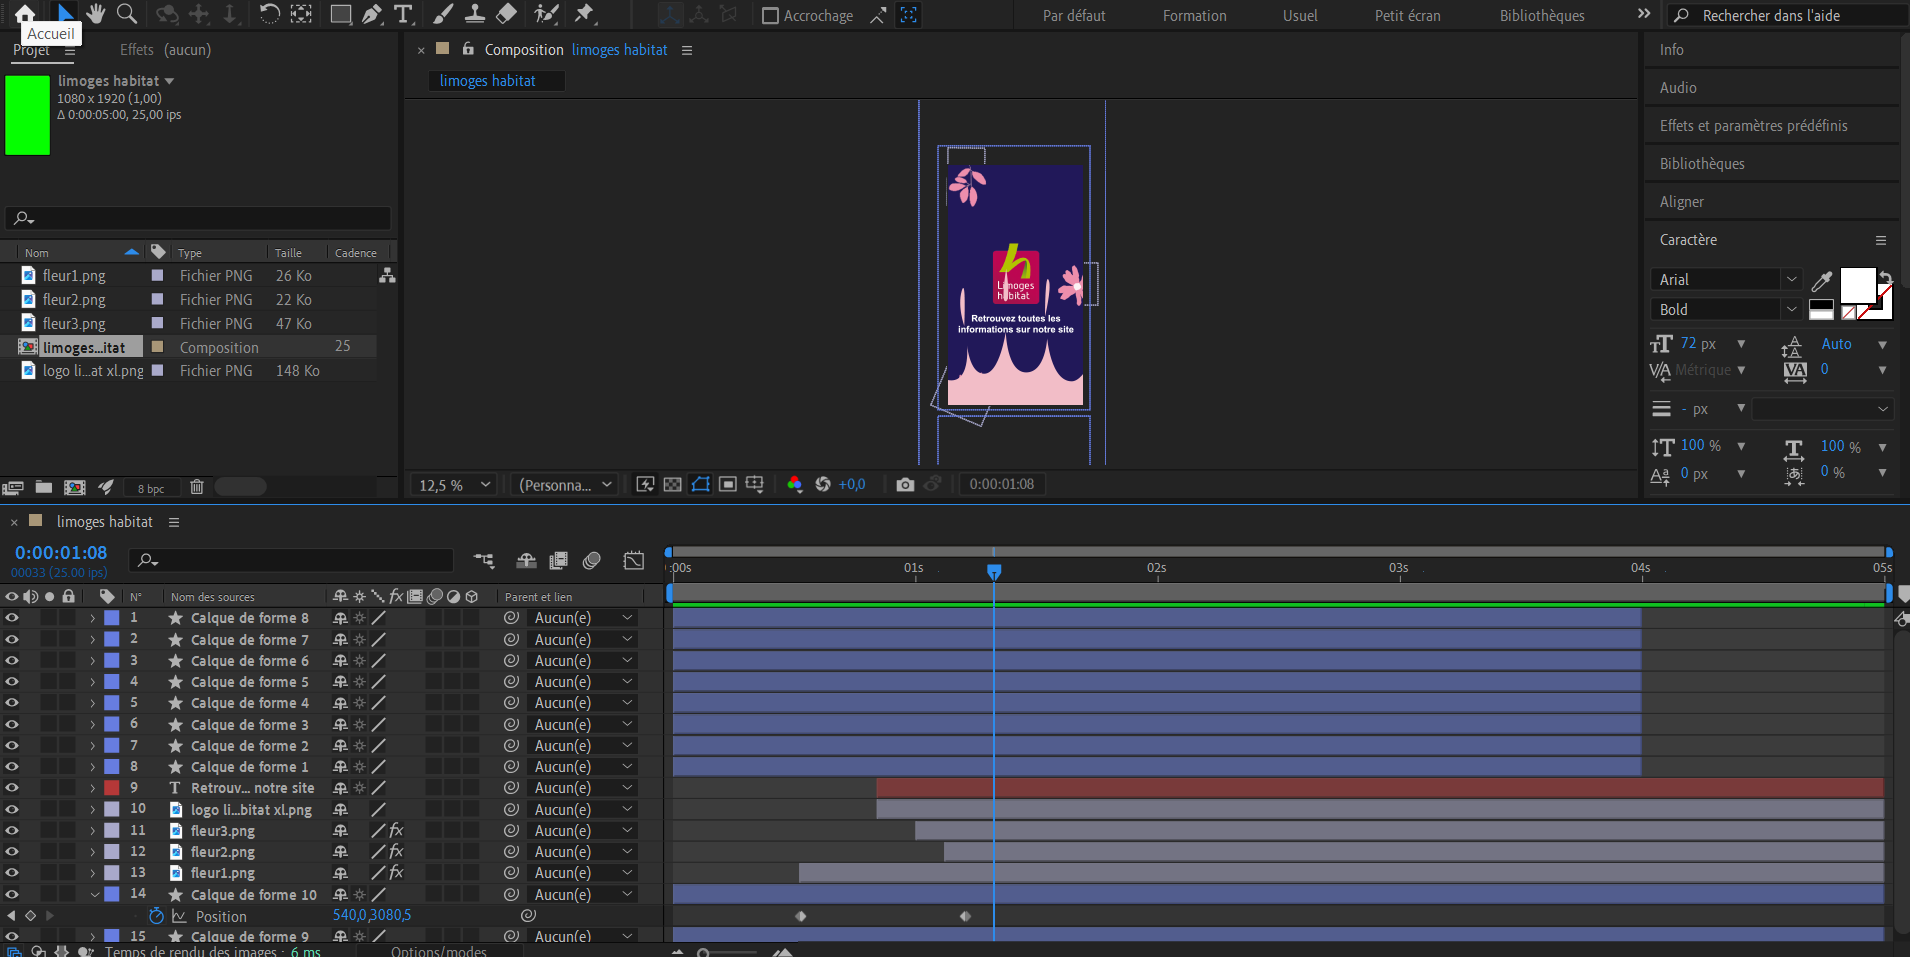 Accrochage
Par défaut
Formation
Usuel
Petit écran
Bibliothèques
Rechercher dans l'aide
Accueil
Projet
Effets (aucun)
limoges habitat
1080 x 1920 (1,00)
Δ 0:00:05:00, 25,00 ips
Nom
Type
Taille
Cadence
fleur1.png Fichier PNG 26 Ko
fleur2.png Fichier PNG 22 Ko
fleur3.png Fichier PNG 47 Ko
limoges...itat Composition 25
logo li...at xl.png Fichier PNG 148 Ko
8 bpc
Composition limoges habitat
limoges habitat
Limoges
habitat
Retrouvez toutes les
informations sur notre site
12,5 %
(Personna...
+0,0
0:00:01:08
Info
Audio
Effets et paramètres prédéfinis
Bibliothèques
Aligner
Caractère
Arial
Bold
72 px
Auto
Métrique
0
- px
100 %
100 %
0 px
0 %
limoges habitat
0:00:01:08
00033 (25.00 ips)
:00s
01s
02s
03s
04s
05s
N°
Nom des sources
Parent et lien
1 Calque de forme 8 Aucun(e)
2 Calque de forme 7 Aucun(e)
3 Calque de forme 6 Aucun(e)
4 Calque de forme 5 Aucun(e)
5 Calque de forme 4 Aucun(e)
6 Calque de forme 3 Aucun(e)
7 Calque de forme 2 Aucun(e)
8 Calque de forme 1 Aucun(e)
9 T Retrouv... notre site Aucun(e)
10 logo li...bitat xl.png Aucun(e)
11 fleur3.png fx Aucun(e)
12 fleur2.png fx Aucun(e)
13 fleur1.png fx Aucun(e)
14 Calque de forme 10 Aucun(e)
Position 540,0,3080,5
15 Calque de forme 9 Aucun(e)
Temps de rendu des images : 6 ms
Options/modes